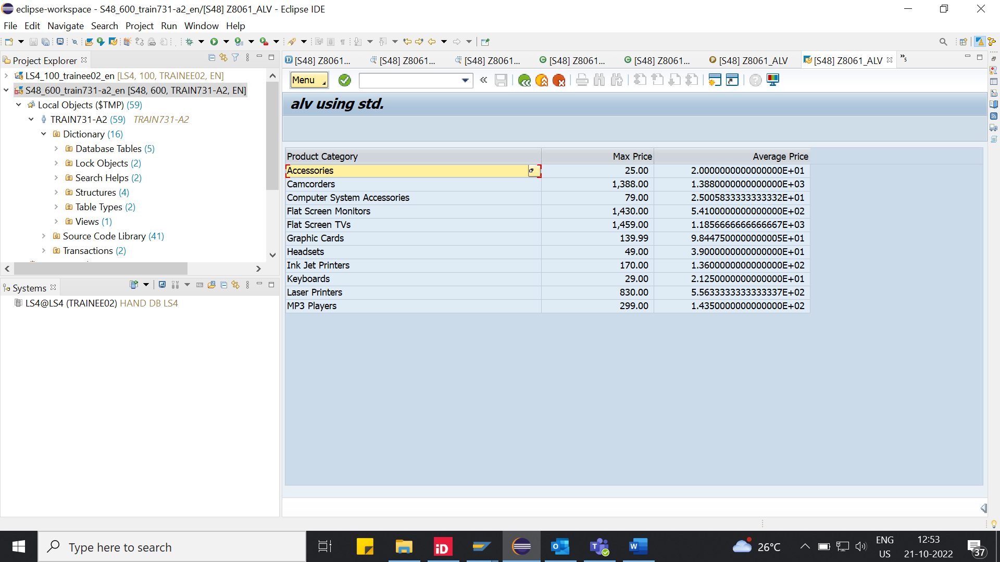 eclipse-workspace - S48_600_train731-a2_en/[S48] Z8061_ALV - Eclipse IDE
File Edit Navigate Search Project Run Window Help
Project Explorer
[S48] Z8061... [S48] Z8061... [S48] Z8061... [S48] Z8061... [S48] Z8061... [S48] Z8061_ALV [S48] Z8061_ALV »5
LS4_100_trainee02_en [LS4, 100, TRAINEE02, EN]
S48_600_train731-a2_en [S48, 600, TRAIN731-A2, EN]
Local Objects ($TMP) (59)
TRAIN731-A2 (59) TRAIN731-A2
Dictionary (16)
Database Tables (5)
Lock Objects (2)
Search Helps (2)
Structures (4)
Table Types (2)
Views (1)
Source Code Library (41)
Transactions (2)
Systems
LS4@LS4 (TRAINEE02) HAND DB LS4
Menu
alv using std.
Product Category Max Price Average Price
Accessories 25.00 2.0000000000000000E+01
Camcorders 1,388.00 1.3880000000000000E+03
Computer System Accessories 79.00 2.5005833333333332E+01
Flat Screen Monitors 1,430.00 5.4100000000000000E+02
Flat Screen TVs 1,459.00 1.1856666666666667E+03
Graphic Cards 139.99 9.8447500000000005E+01
Headsets 49.00 3.9000000000000000E+01
Ink Jet Printers 170.00 1.3600000000000000E+02
Keyboards 29.00 2.1250000000000000E+01
Laser Printers 830.00 5.5633333333333337E+02
MP3 Players 299.00 1.4350000000000000E+02
Type here to search
iD
26°C
ENG
US
12:53
21-10-2022
37